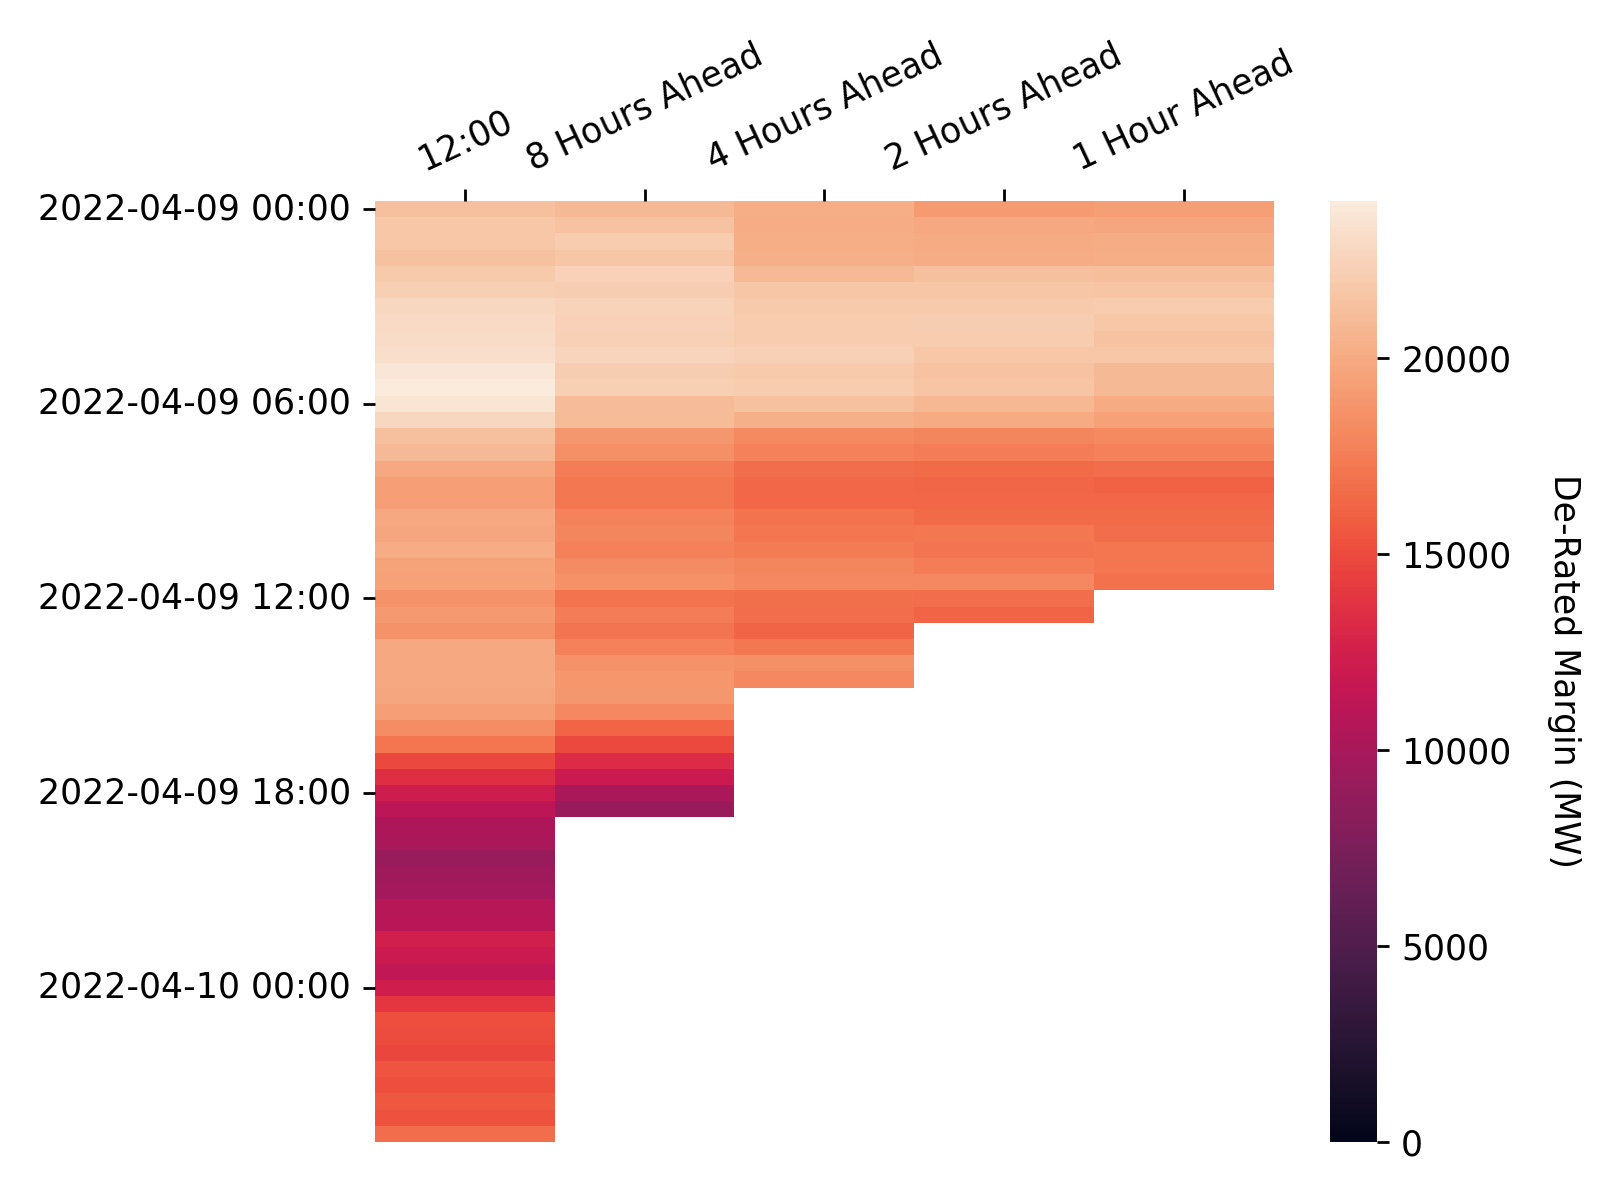 12:00
8 Hours Ahead
4 Hours Ahead
2 Hours Ahead
1 Hour Ahead
2022-04-09 00:00
2022-04-09 06:00
2022-04-09 12:00
2022-04-09 18:00
2022-04-10 00:00
20000
15000
10000
5000
0
De-Rated Margin (MW)